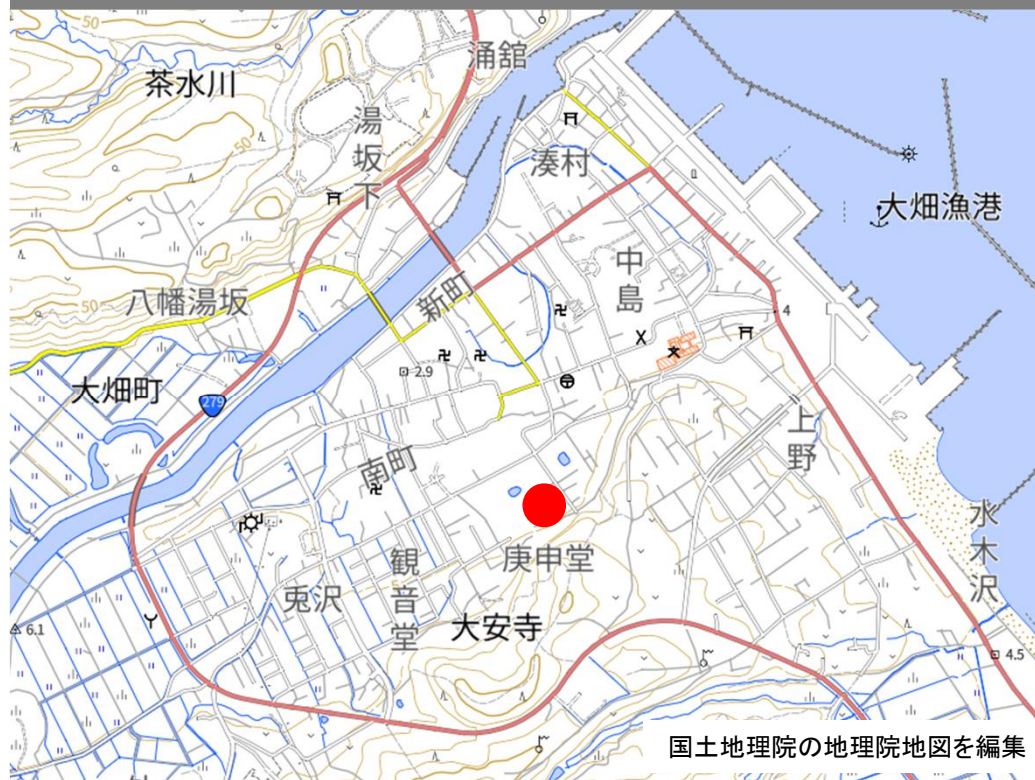 50
涌舘
茶水川
湯坂下
50
湊村
大畑漁港
中島
八幡湯坂
50
新町
4
大畑町
2.9
279
上野
南町
水木沢
庚申堂
観音堂
兎沢
大安寺
6.1
4.5
国土地理院の地理院地図を編集